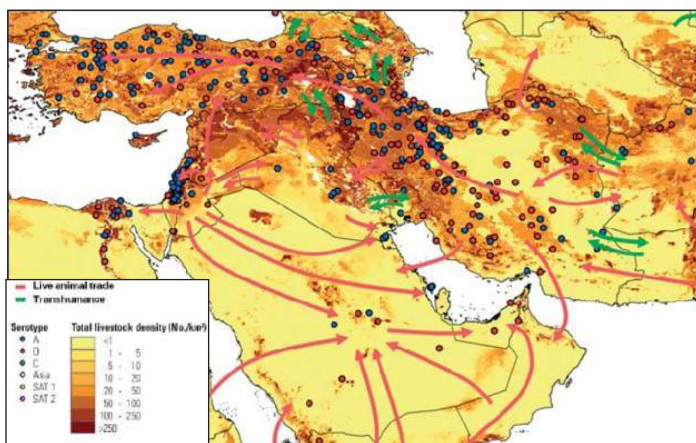 Live animal trade
Transhumance
Serotype
A
O
C
Asia
SAT 1
SAT 2
Total livestock density (No./km²)
<1
1 - 5
5 - 10
10 - 20
20 - 50
50 - 100
100 - 250
>250